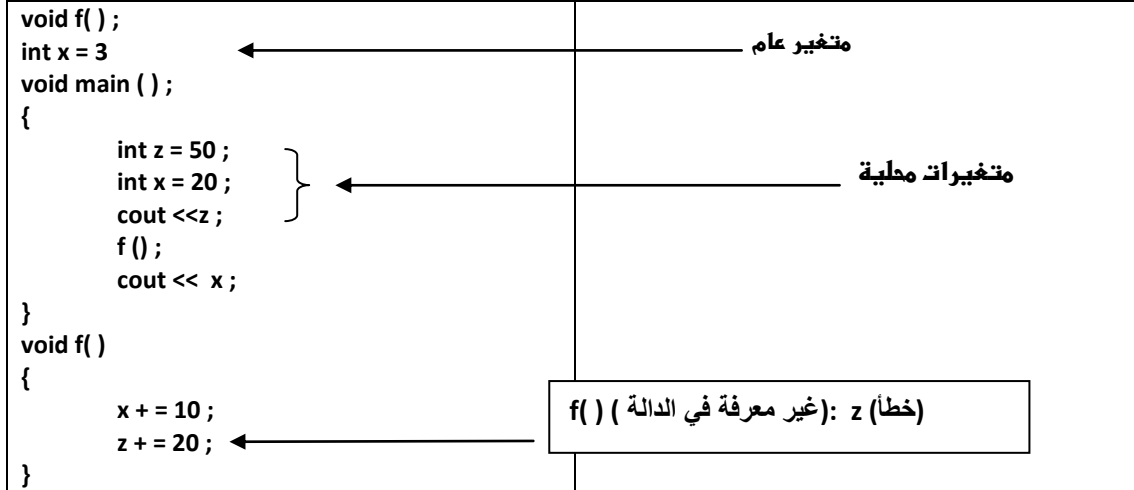 void f( ) ;
int x = 3
متغير عام
void main ( ) ;
{
int z = 50 ;
int x = 20 ;
متغيرات محلية
cout <<z ;
f () ;
cout << x ;
}
void f( )
{
x + = 10 ;
(خطأ) z :(غير معرفة في الدالة ) f( )
z + = 20 ;
}